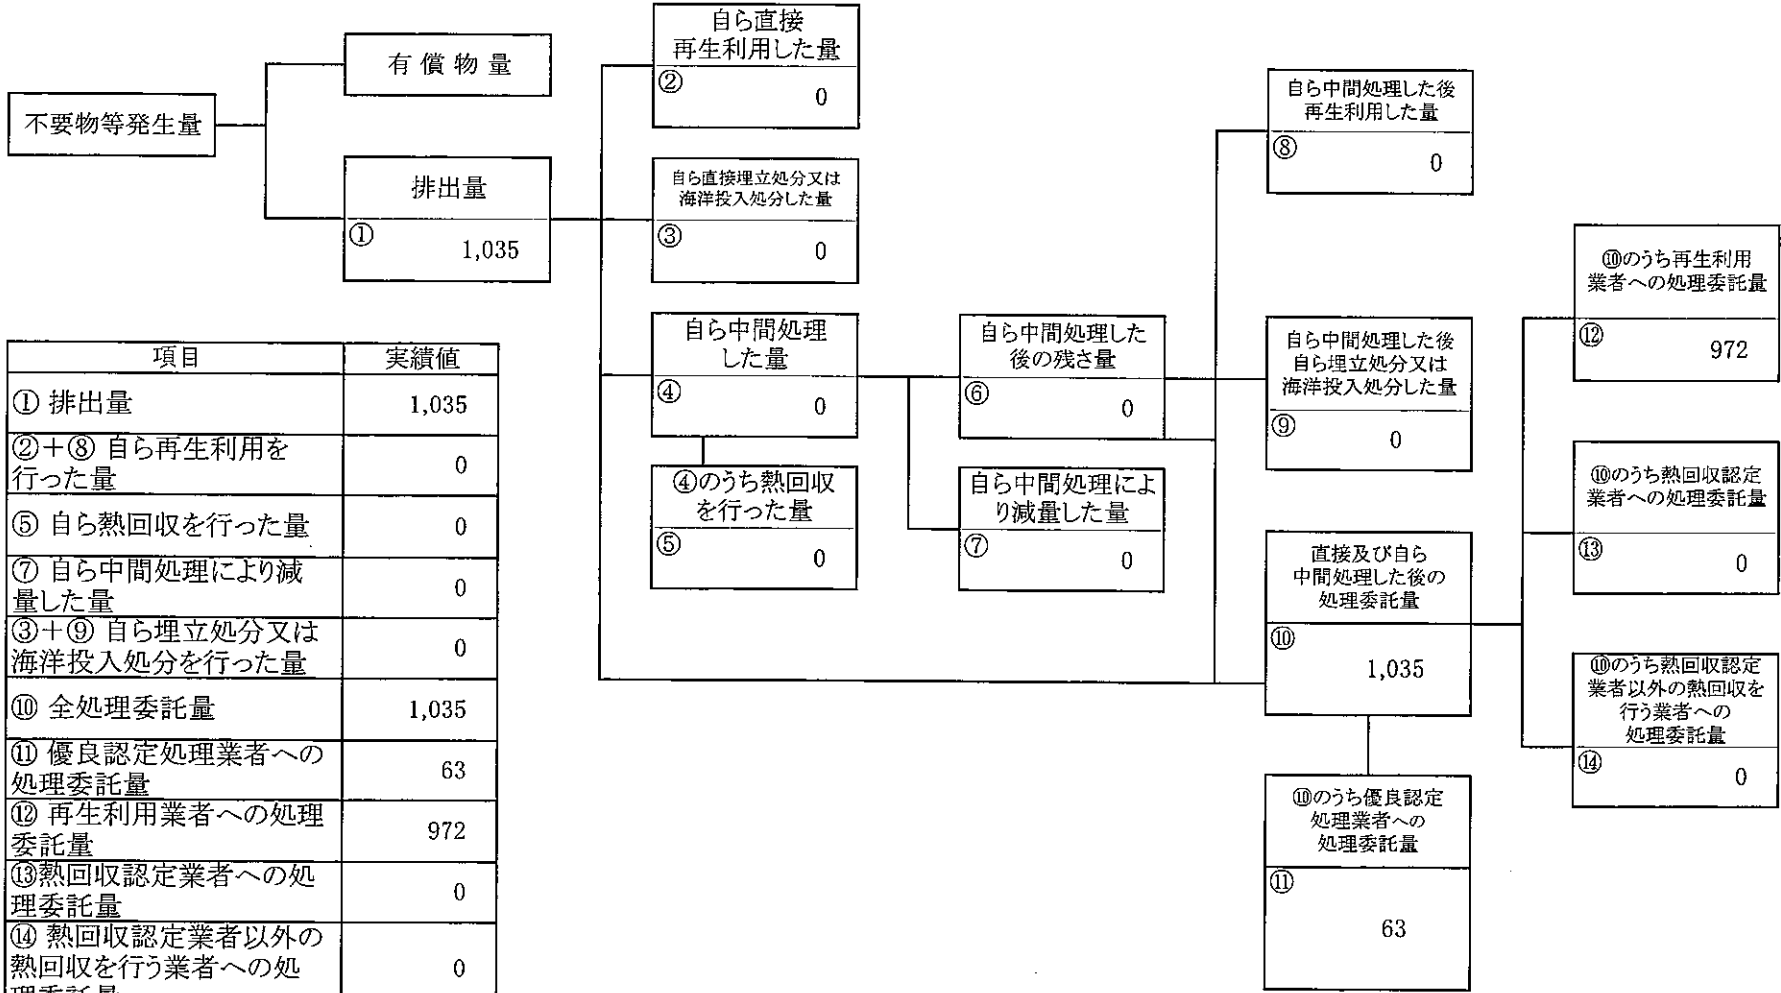 不要物等発生量
有償物量
排出量
①
1,035
自ら直接
再生利用した量
②
0
自ら直接埋立処分又は
海洋投入処分した量
③
0
自ら中間処理
した量
④
0
④のうち熱回収
を行った量
⑤
0
自ら中間処理した
後の残さ量
⑥
0
自ら中間処理によ
り減量した量
⑦
0
自ら中間処理した後
再生利用した量
⑧
0
自ら中間処理した後
自ら埋立処分又は
海洋投入処分した量
⑨
0
直接及び自ら
中間処理した後の
処理委託量
⑩
1,035
⑩のうち優良認定
処理業者への
処理委託量
⑪
63
⑩のうち再生利用
業者への処理委託量
⑫
972
⑩のうち熱回収認定
業者への処理委託量
⑬
0
⑩のうち熱回収認定
業者以外の熱回収を
行う業者への
処理委託量
⑭
0
項目 実績値
① 排出量 1,035
②+⑧ 自ら再生利用を
行った量 0
⑤ 自ら熱回収を行った量 0
⑦ 自ら中間処理により減
量した量 0
③+⑨ 自ら埋立処分又は
海洋投入処分を行った量 0
⑩ 全処理委託量 1,035
⑪ 優良認定処理業者への
処理委託量 63
⑫ 再生利用業者への処理
委託量 972
⑬熱回収認定業者への処
理委託量 0
⑭ 熱回収認定業者以外の
熱回収を行う業者への処 0
理委託量